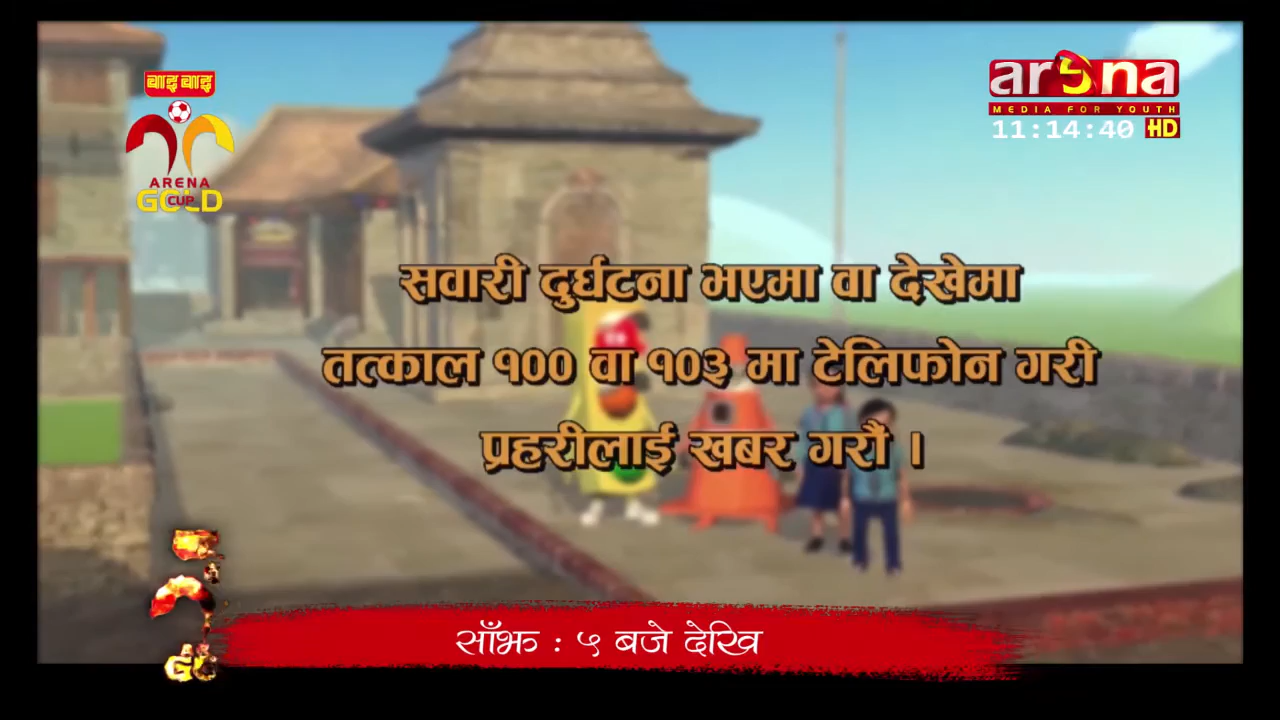 वाइ वाइ
ARENA
GOLD
CUP
arena
MEDIA FOR YOUTH
11:14:40 HD
सवारी दुर्घटना भएमा वा देखेमा
तत्काल १०० वा १०३ मा टेलिफोन गरी
प्रहरीलाई खबर गरौं ।
साँझ : ५ बजे देखि